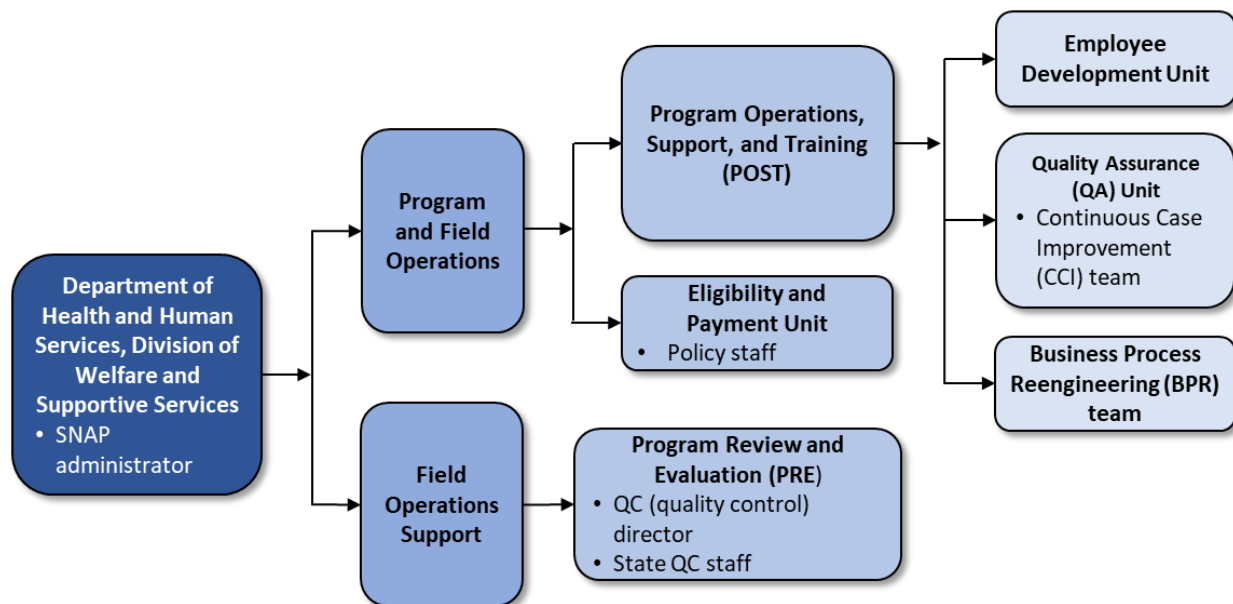 Department of
Health and Human
Services, Division of
Welfare and
Supportive Services
• SNAP
administrator
Program
and Field
Operations
Field
Operations
Support
Program Operations,
Support, and Training
(POST)
Eligibility and
Payment Unit
• Policy staff
Program Review and
Evaluation (PRE)
• QC (quality control)
director
• State QC staff
Employee
Development Unit
Quality Assurance
(QA) Unit
• Continuous Case
Improvement
(CCI) team
Business Process
Reengineering (BPR)
team